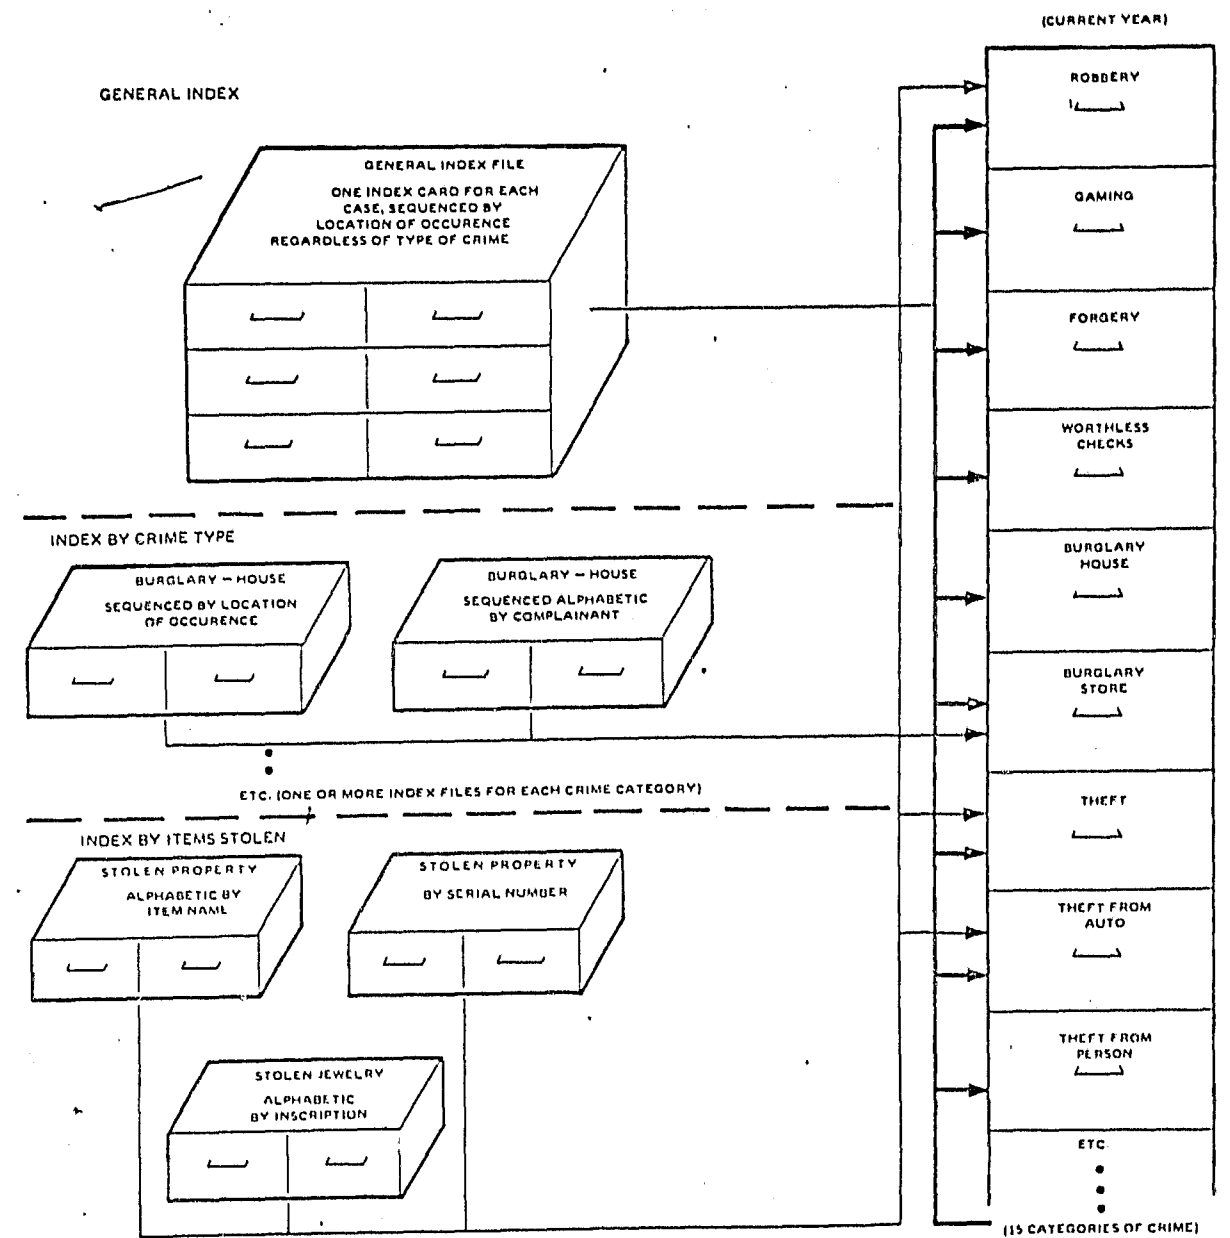 (CURRENT YEAR)
GENERAL INDEX
GENERAL INDEX FILE
ONE INDEX CARD FOR EACH
CASE, SEQUENCED BY
LOCATION OF OCCURENCE
REGARDLESS OF TYPE OF CRIME
INDEX BY CRIME TYPE
BURGLARY – HOUSE
SEQUENCED BY LOCATION
OF OCCURENCE
BURGLARY – HOUSE
SEQUENCED ALPHABETIC
BY COMPLAINANT
ETC. (ONE OR MORE INDEX FILES FOR EACH CRIME CATEGORY)
INDEX BY ITEMS STOLEN
STOLEN PROPERTY
ALPHABETIC BY
ITEM NAME
STOLEN PROPERTY
BY SERIAL NUMBER
STOLEN JEWELRY
ALPHABETIC
BY INSCRIPTION
ROBBERY
GAMING
FORGERY
WORTHLESS
CHECKS
BURGLARY
HOUSE
BURGLARY
STORE
THEFT
THEFT FROM
AUTO
THEFT FROM
PERSON
ETC
(15 CATEGORIES OF CRIME)